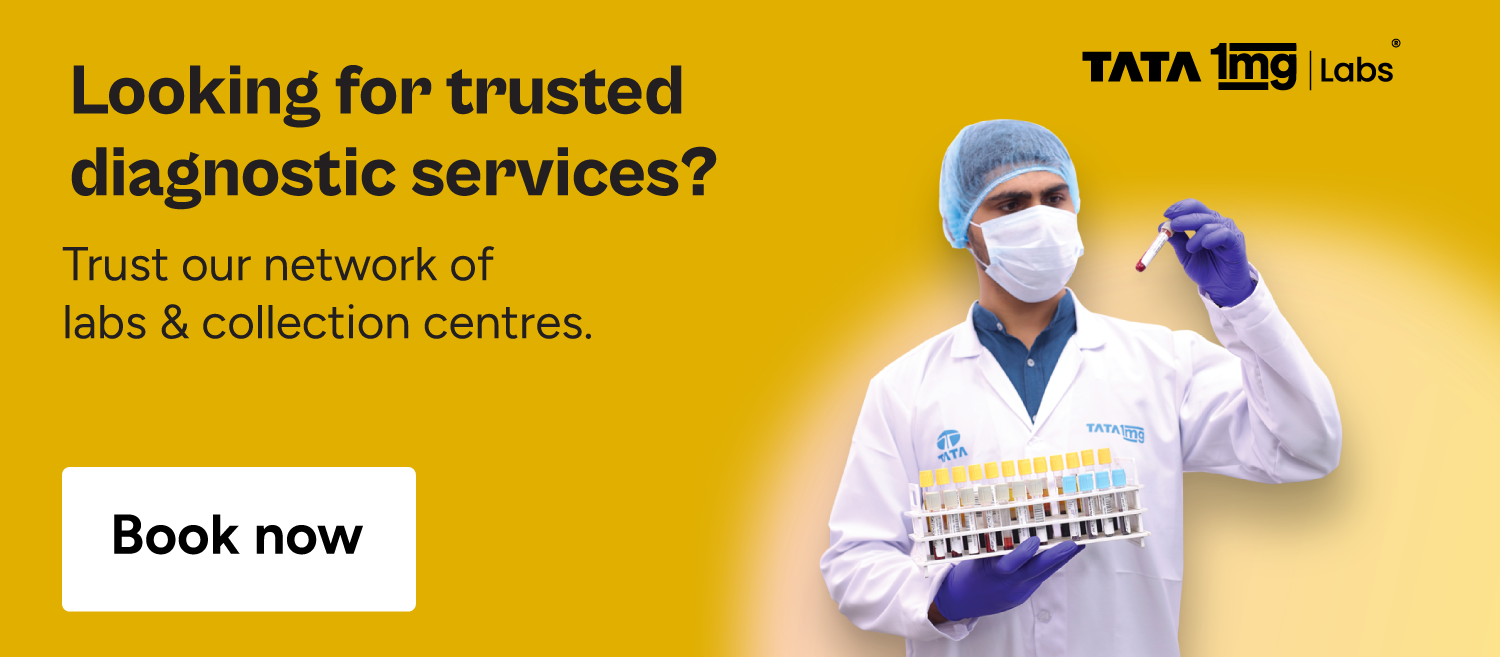 Looking for trusted
diagnostic services?
Trust our network of
labs & collection centres.
Book now
TATA 1mg | Labs®
TATA
TATA 1mg